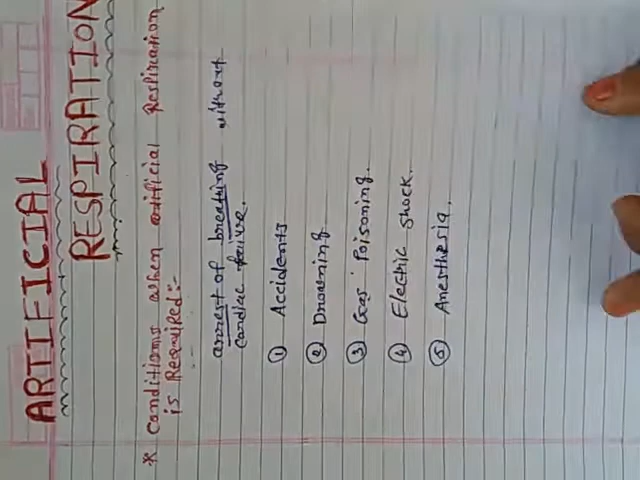 ARTIFICIAL
RESPIRATION
* Conditions when artificial Respiration
is Required:-
arrest of breathing without
cardiac failure.
① Accidents
② Drowning
③ Gas Poisoning.
④ Electric shock.
⑤ Anesthesia.